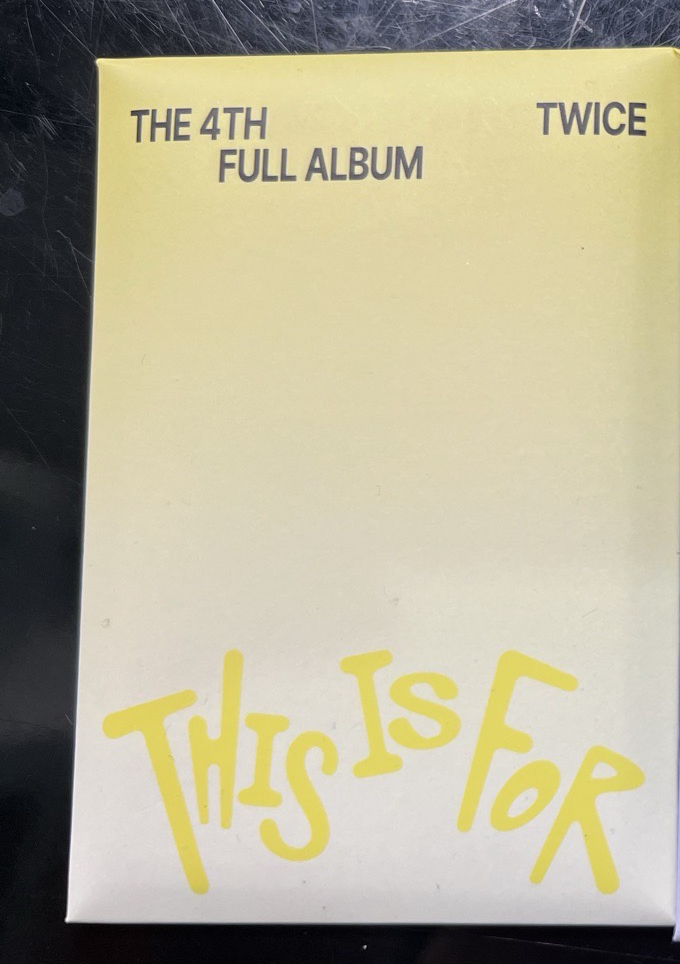 THE 4TH
FULL ALBUM
TWICE
THIS IS FOR